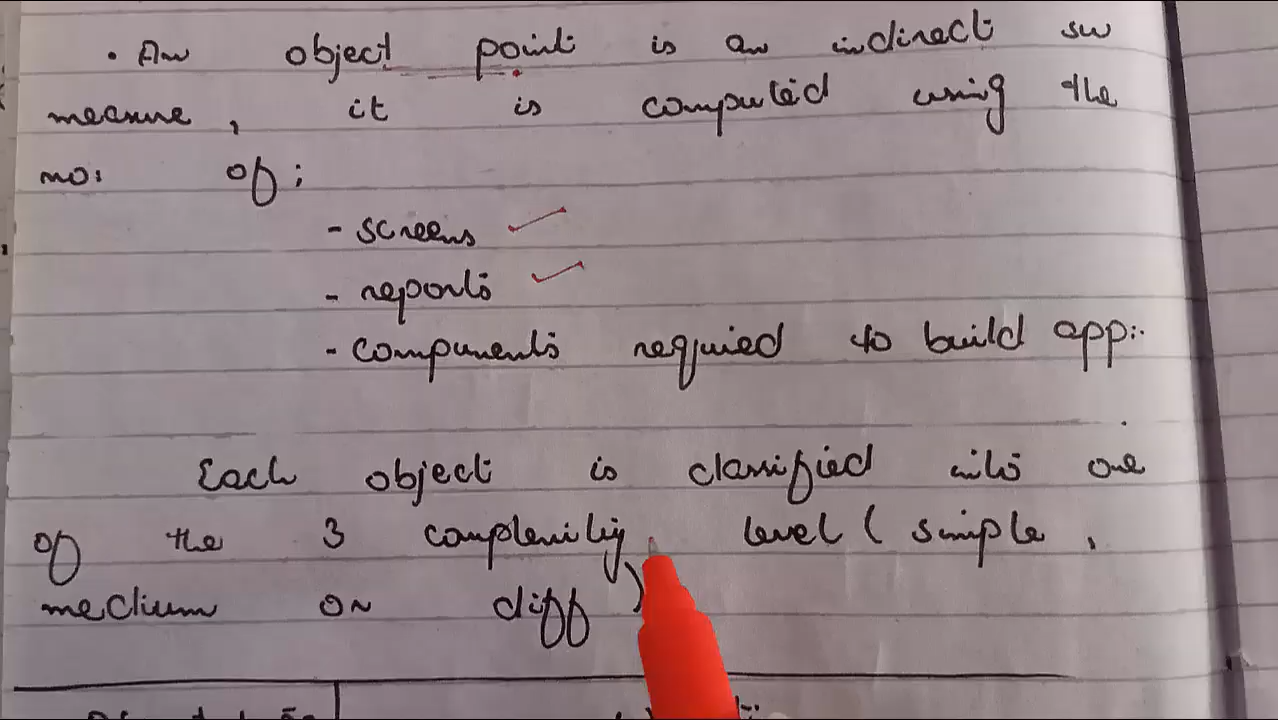 • An object point is an indirect sw
measure, it is computed using the
no: of;
- screens
- reports
- components required to build app:.
Each object is classified into one
of the 3 complexity level ( simple,
medium or diff )